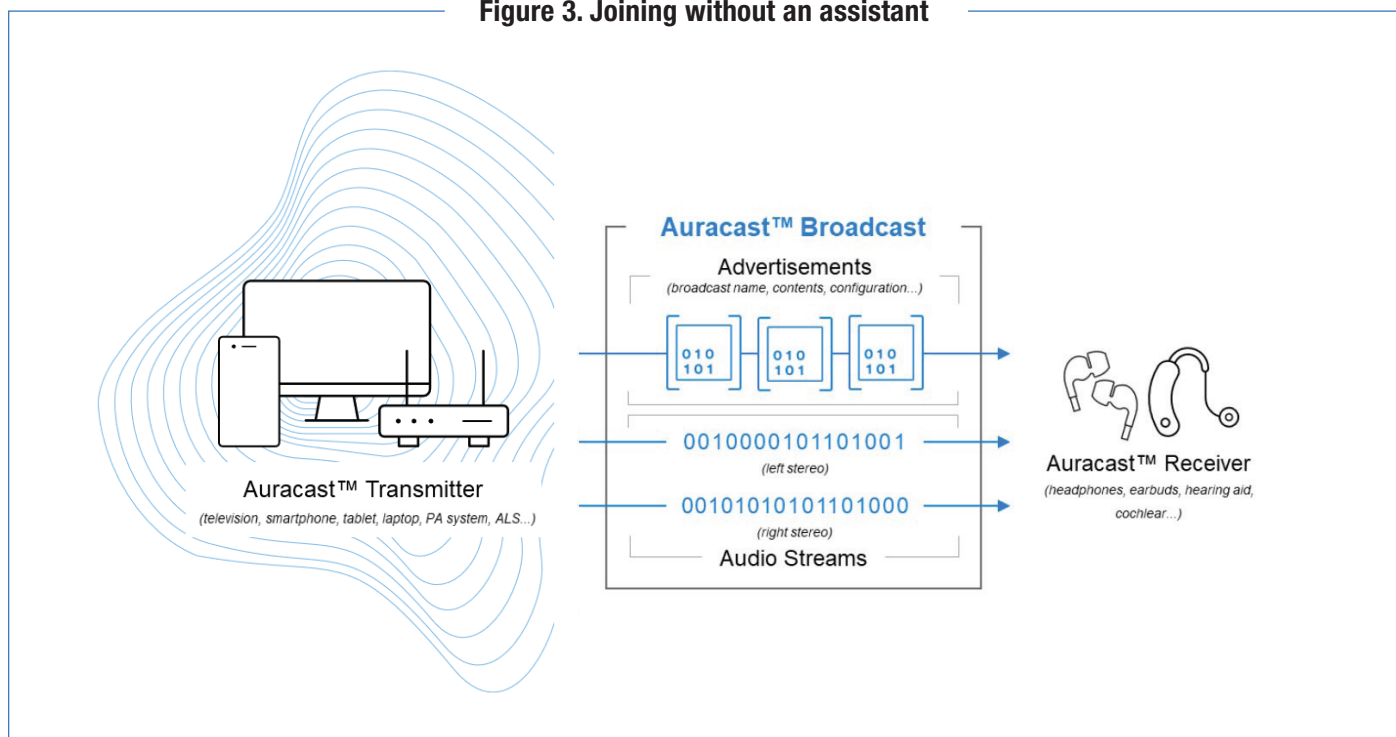 Figure 3. Joining without an assistant
Auracast™ Broadcast
Advertisements
(broadcast name, contents, configuration...)
010 010 010
101 101 101
0010000101101001
(left stereo)
00101010101101000
(right stereo)
Audio Streams
Auracast™ Transmitter
(television, smartphone, tablet, laptop, PA system, ALS...)
Auracast™ Receiver
(headphones, earbuds, hearing aid,
cochlear...)